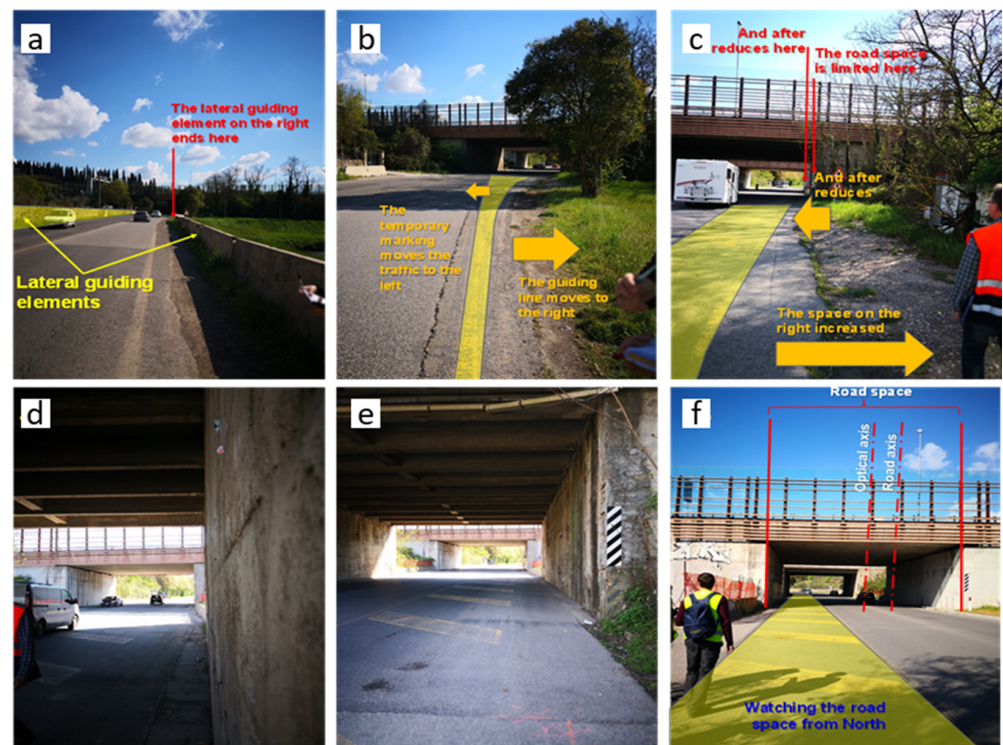 a
The lateral guiding
element on the right
ends here
Lateral guiding
elements
b
The
temporary
marking
moves the
traffic to the
left
The guiding
line moves to
the right
c
And after
reduces here
The road space
is limited here
And after
reduces
The space on the
right increased
d
e
f
Road space
Optical axis
Road axis
Watching the road
space from North